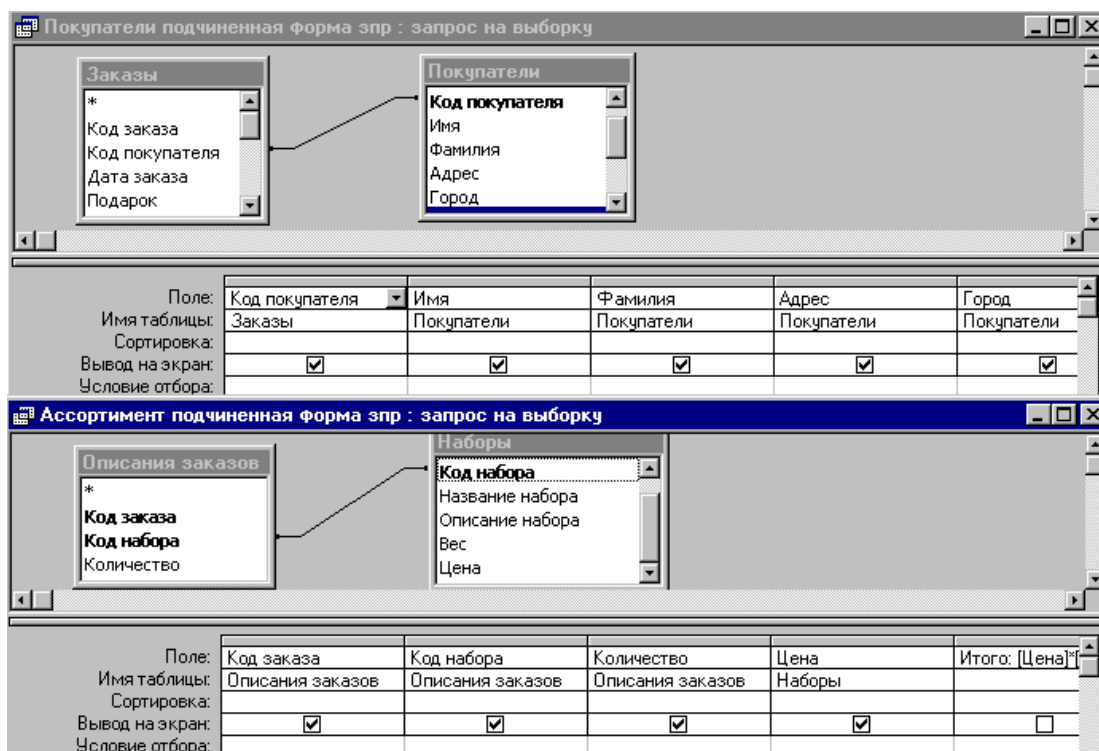 Покупатели подчиненная форма зпр : запрос на выборку
Заказы
*
Код заказа
Код покупателя
Дата заказа
Подарок
Покупатели
Код покупателя
Имя
Фамилия
Адрес
Город
Поле: Код покупателя Имя Фамилия Адрес Город
Имя таблицы: Заказы Покупатели Покупатели Покупатели Покупатели
Сортировка:
Вывод на экран:
Условие отбора:
Ассортимент подчиненная форма зпр : запрос на выборку
Описания заказов
*
Код заказа
Код набора
Количество
Наборы
Код набора
Название набора
Описание набора
Вес
Цена
Поле: Код заказа Код набора Количество Цена Итого: [Цена]*[
Имя таблицы: Описания заказов Описания заказов Описания заказов Наборы
Сортировка:
Вывод на экран:
Условие отбора: